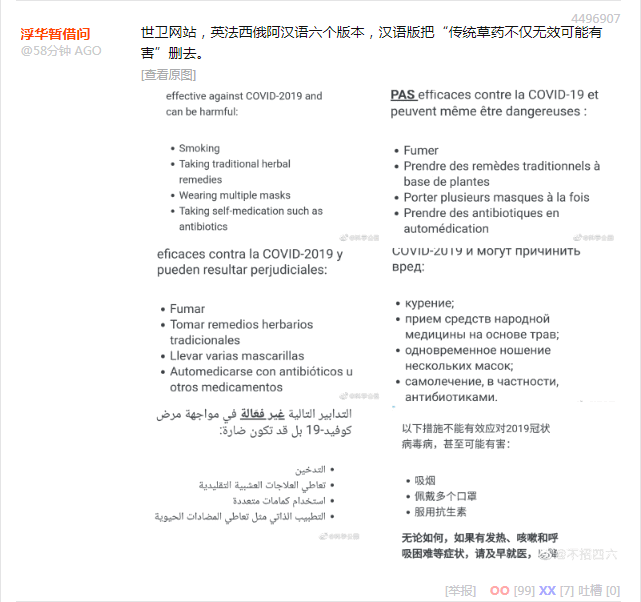 4496907
浮华暂借问
@58分钟 AGO
世卫网站，英法西俄阿汉语六个版本，汉语版把“传统草药不仅无效可能有
害”删去。
[查看原图]
effective against COVID-2019 and
can be harmful:
• Smoking
• Taking traditional herbal
remedies
• Wearing multiple masks
• Taking self-medication such as
antibiotics
PAS efficaces contre la COVID-19 et
peuvent même être dangereuses :
• Fumer
• Prendre des remèdes traditionnels à
base de plantes
• Porter plusieurs masques à la fois
• Prendre des antibiotiques en
automédication
eficaces contra la COVID-2019 y
pueden resultar perjudiciales:
• Fumar
• Tomar remedios herbarios
tradicionales
• Llevar varias mascarillas
• Automedicarse con antibióticos u
otros medicamentos
COVID-2019 и могут причинить
вред:
• курение;
• прием средств народной
медицины на основе трав;
• одновременное ношение
нескольких масок;
• самолечение, в частности,
антибиотиками.
التدابير التالية غير فعّالة في مواجهة مرض
كوفيد-19 بل قد تكون ضارة:
• التدخين
• تعاطي العلاجات العشبية التقليدية
• استخدام كمامات متعددة
• التطبيب الذاتي مثل تعاطي المضادات الحيوية
以下措施不能有效应对2019冠状
病毒病，甚至可能有害：
• 吸烟
• 佩戴多个口罩
• 服用抗生素
无论如何，如果有发热、咳嗽和呼
吸困难等症状，请及早就医，
@不招四六
[举报] OO [99] XX [7] 吐槽 [0]